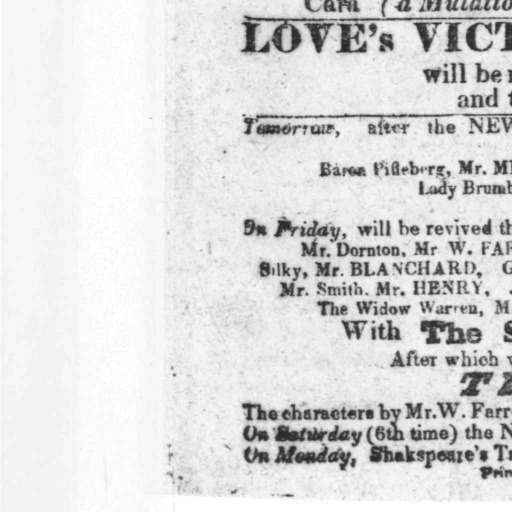 Cara (a Mulatto
LOVE's VICT
will be
and t
Tomorrow, after the NEW
Baron Pifleberg, Mr. M
Lady Brumb
On Friday, will be revived th
Mr. Dornton, Mr W. FAR
Silky, Mr. BLANCHARD, G
Mr. Smith. Mr. HENRY,
The Widow Warren, M
With The S
After which
T
The characters by Mr. W. Farr
On Saturday (6th time) the N
On Monday, Shakspeare's Tr
Prin